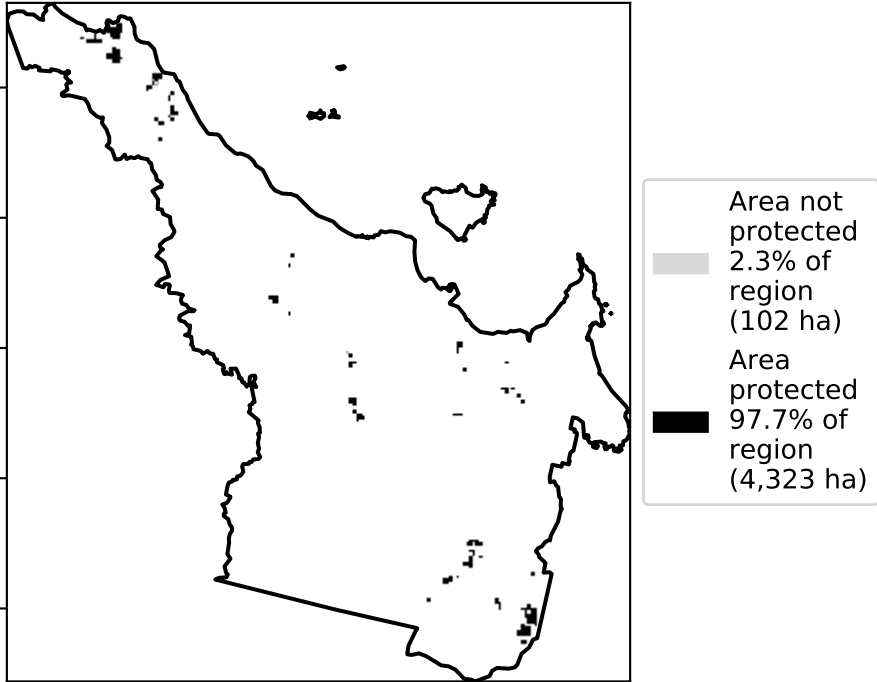 Area not
protected
2.3% of
region
(102 ha)
Area
protected
97.7% of
region
(4,323 ha)